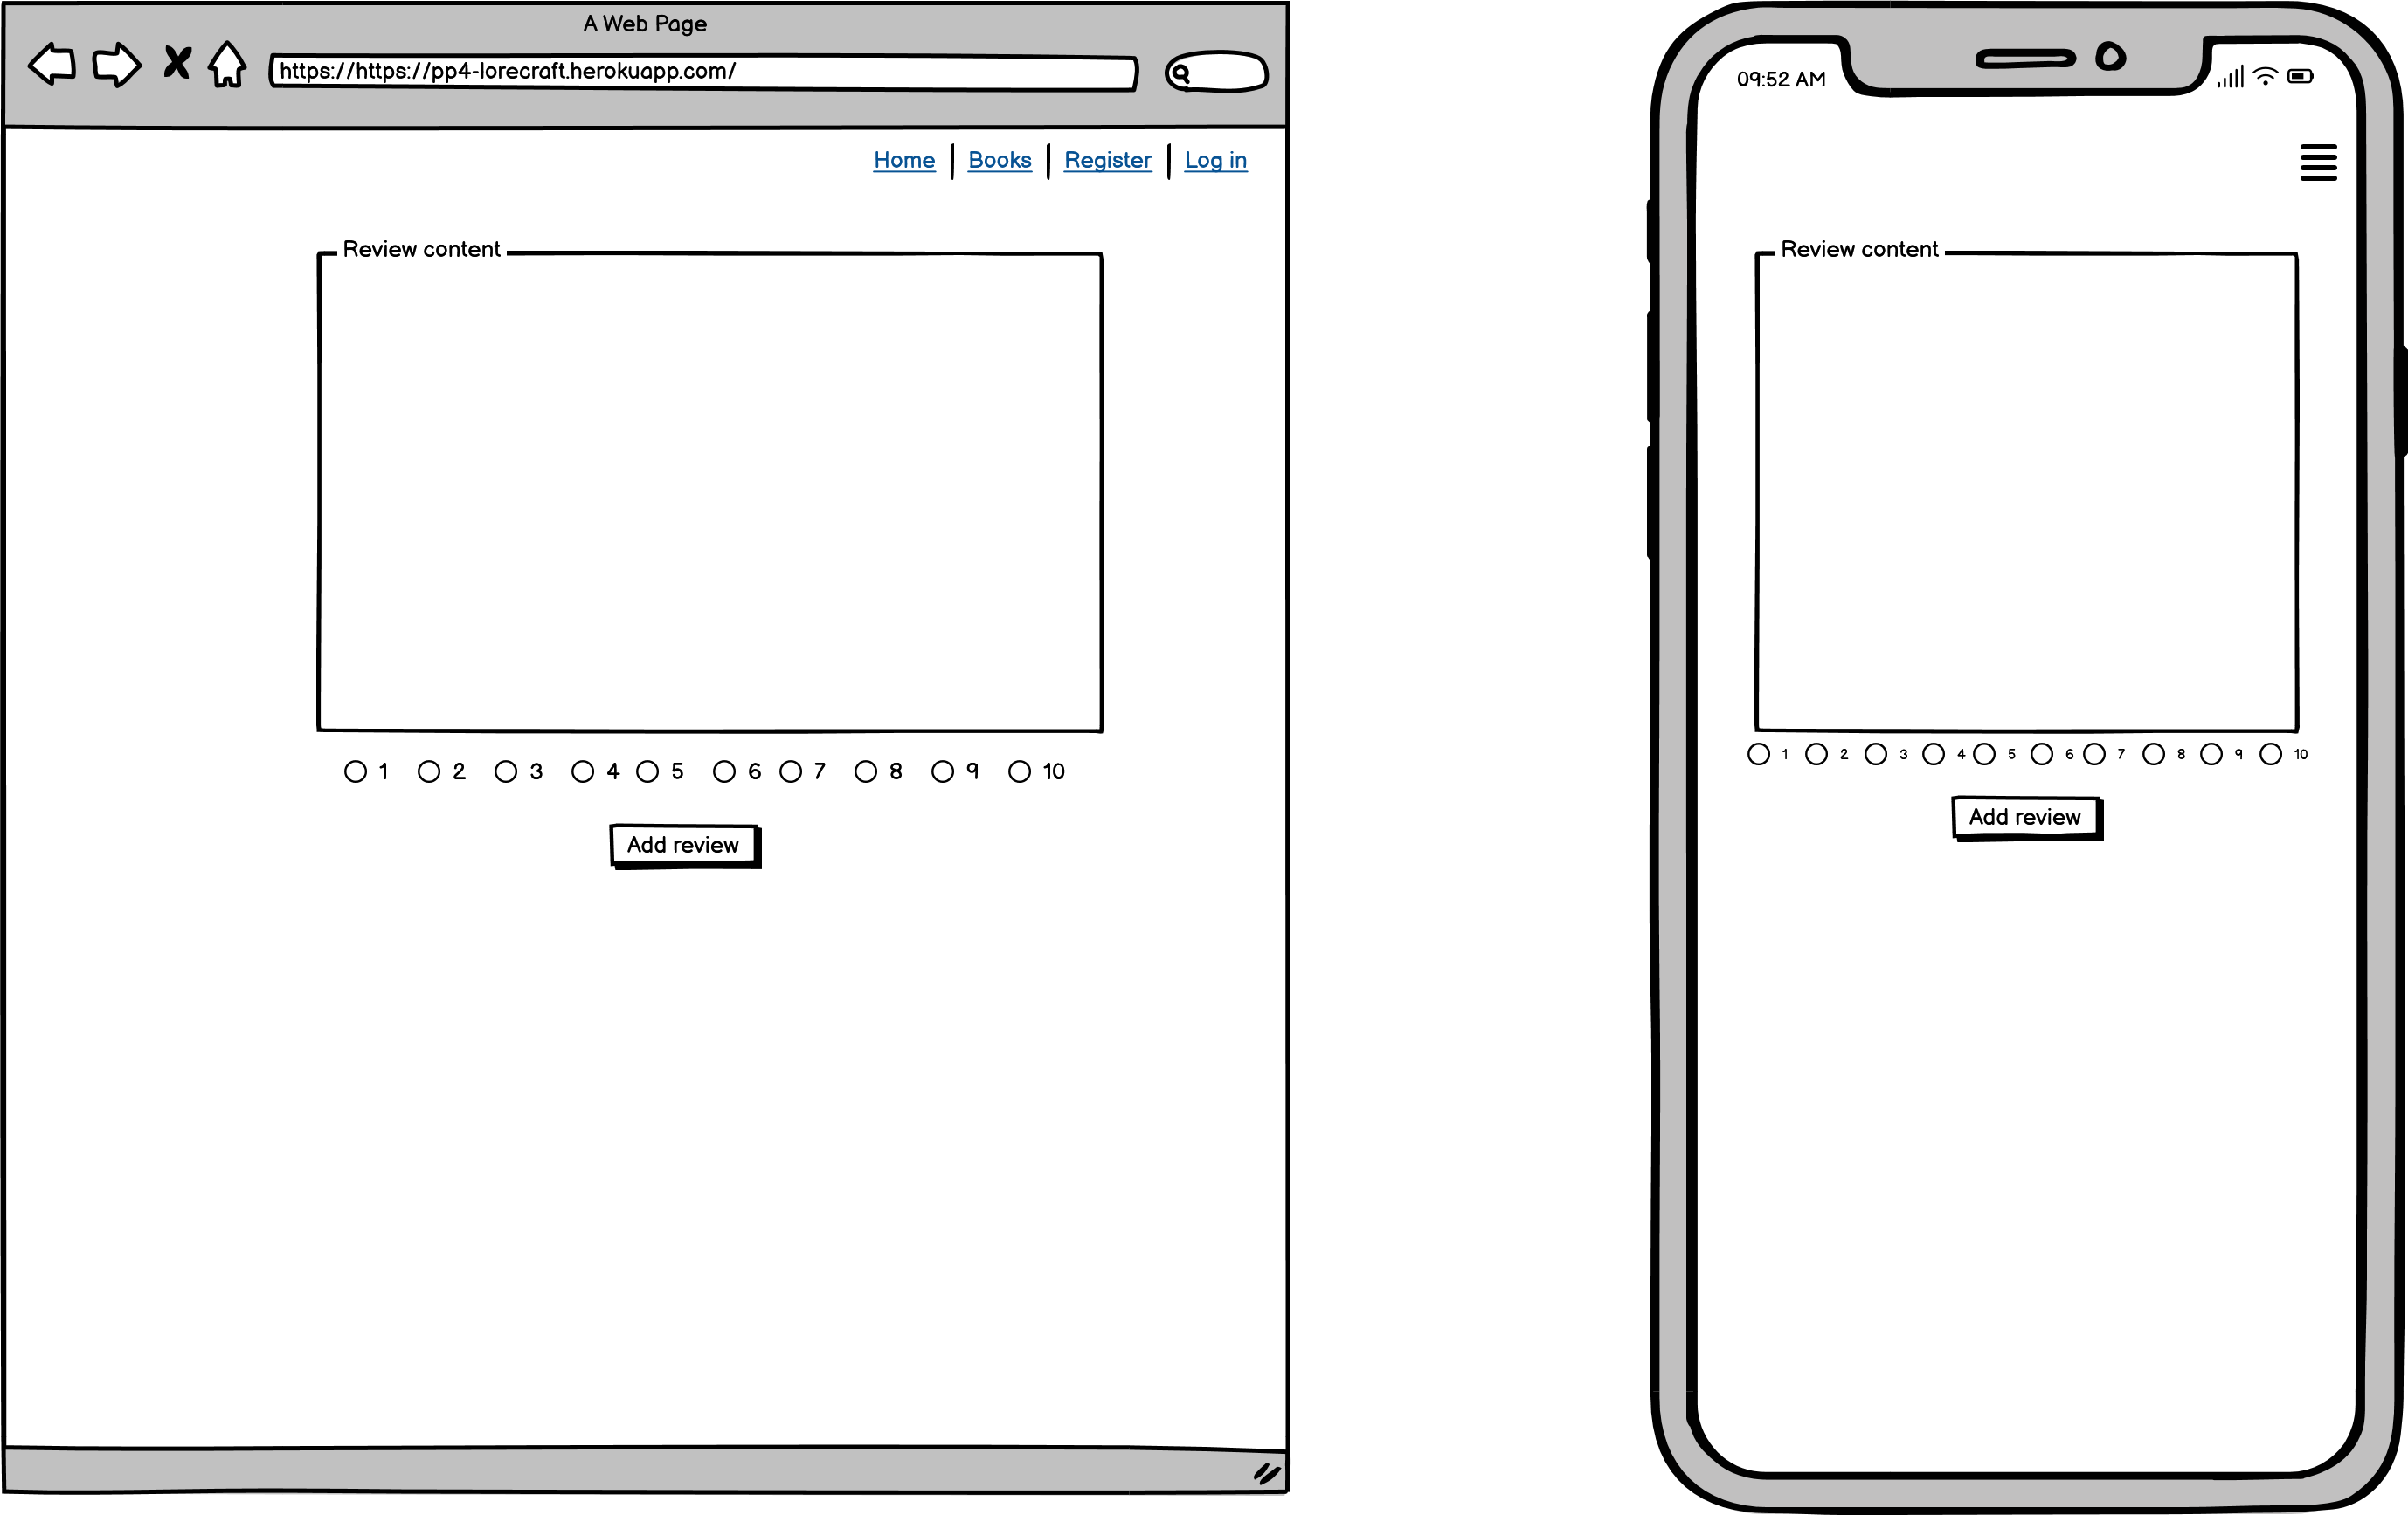 A Web Page
https://https://pp4-lorecraft.herokuapp.com/
Home Books Register Log in
Review content
1 2 3 4 5 6 7 8 9 10
Add review
09:52 AM
Review content
1 2 3 4 5 6 7 8 9 10
Add review